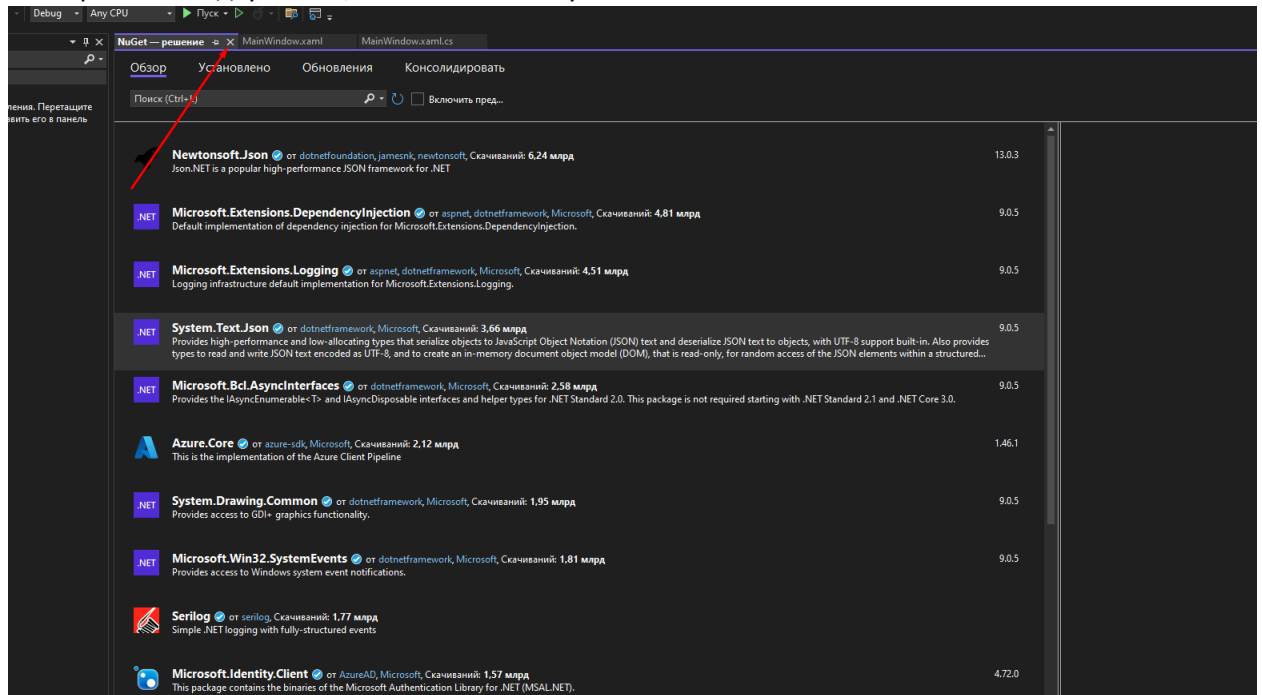 Debug Any CPU Пуск
NuGet — решение MainWindow.xaml MainWindow.xaml.cs
Обзор Установлено Обновления Консолидировать
Поиск (Ctrl+L) Включить пред...
ления. Перетащите
авить его в панель
Newtonsoft.Json от dotnetfoundation, jamesnk, newtonsoft, Скачиваний: 6,24 млрд 13.0.3
Json.NET is a popular high-performance JSON framework for .NET
.NET Microsoft.Extensions.DependencyInjection от aspnet, dotnetframework, Microsoft, Скачиваний: 4,81 млрд 9.0.5
Default implementation of dependency injection for Microsoft.Extensions.DependencyInjection.
.NET Microsoft.Extensions.Logging от aspnet, dotnetframework, Microsoft, Скачиваний: 4,51 млрд 9.0.5
Logging infrastructure default implementation for Microsoft.Extensions.Logging.
.NET System.Text.Json от dotnetframework, Microsoft, Скачиваний: 3,66 млрд 9.0.5
Provides high-performance and low-allocating types that serialize objects to JavaScript Object Notation (JSON) text and deserialize JSON text to objects, with UTF-8 support built-in. Also provides
types to read and write JSON text encoded as UTF-8, and to create an in-memory document object model (DOM), that is read-only, for random access of the JSON elements within a structured...
.NET Microsoft.Bcl.AsyncInterfaces от dotnetframework, Microsoft, Скачиваний: 2,58 млрд 9.0.5
Provides the IAsyncEnumerable<T> and IAsyncDisposable interfaces and helper types for .NET Standard 2.0. This package is not required starting with .NET Standard 2.1 and .NET Core 3.0.
Azure.Core от azure-sdk, Microsoft, Скачиваний: 2,12 млрд 1.46.1
This is the implementation of the Azure Client Pipeline
.NET System.Drawing.Common от dotnetframework, Microsoft, Скачиваний: 1,95 млрд 9.0.5
Provides access to GDI+ graphics functionality.
.NET Microsoft.Win32.SystemEvents от dotnetframework, Microsoft, Скачиваний: 1,81 млрд 9.0.5
Provides access to Windows system event notifications.
Serilog от serilog, Скачиваний: 1,77 млрд
Simple .NET logging with fully-structured events
Microsoft.Identity.Client от AzureAD, Microsoft, Скачиваний: 1,57 млрд 4.72.0
This package contains the binaries of the Microsoft Authentication Library for .NET (MSAL.NET).